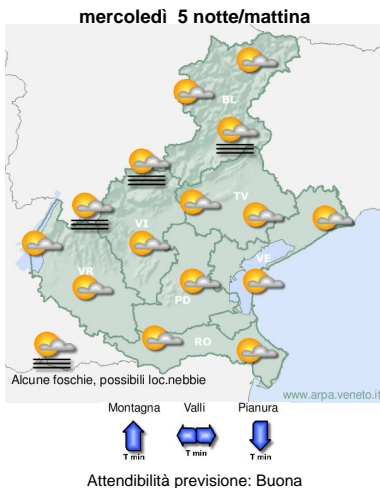 mercoledì 5 notte/mattina
BL
TV
VI
VE
VR
PD
RO
Alcune foschie, possibili loc.nebbie
www.arpa.veneto.it
Montagna Valli Pianura
T min T min T min
Attendibilità previsione: Buona